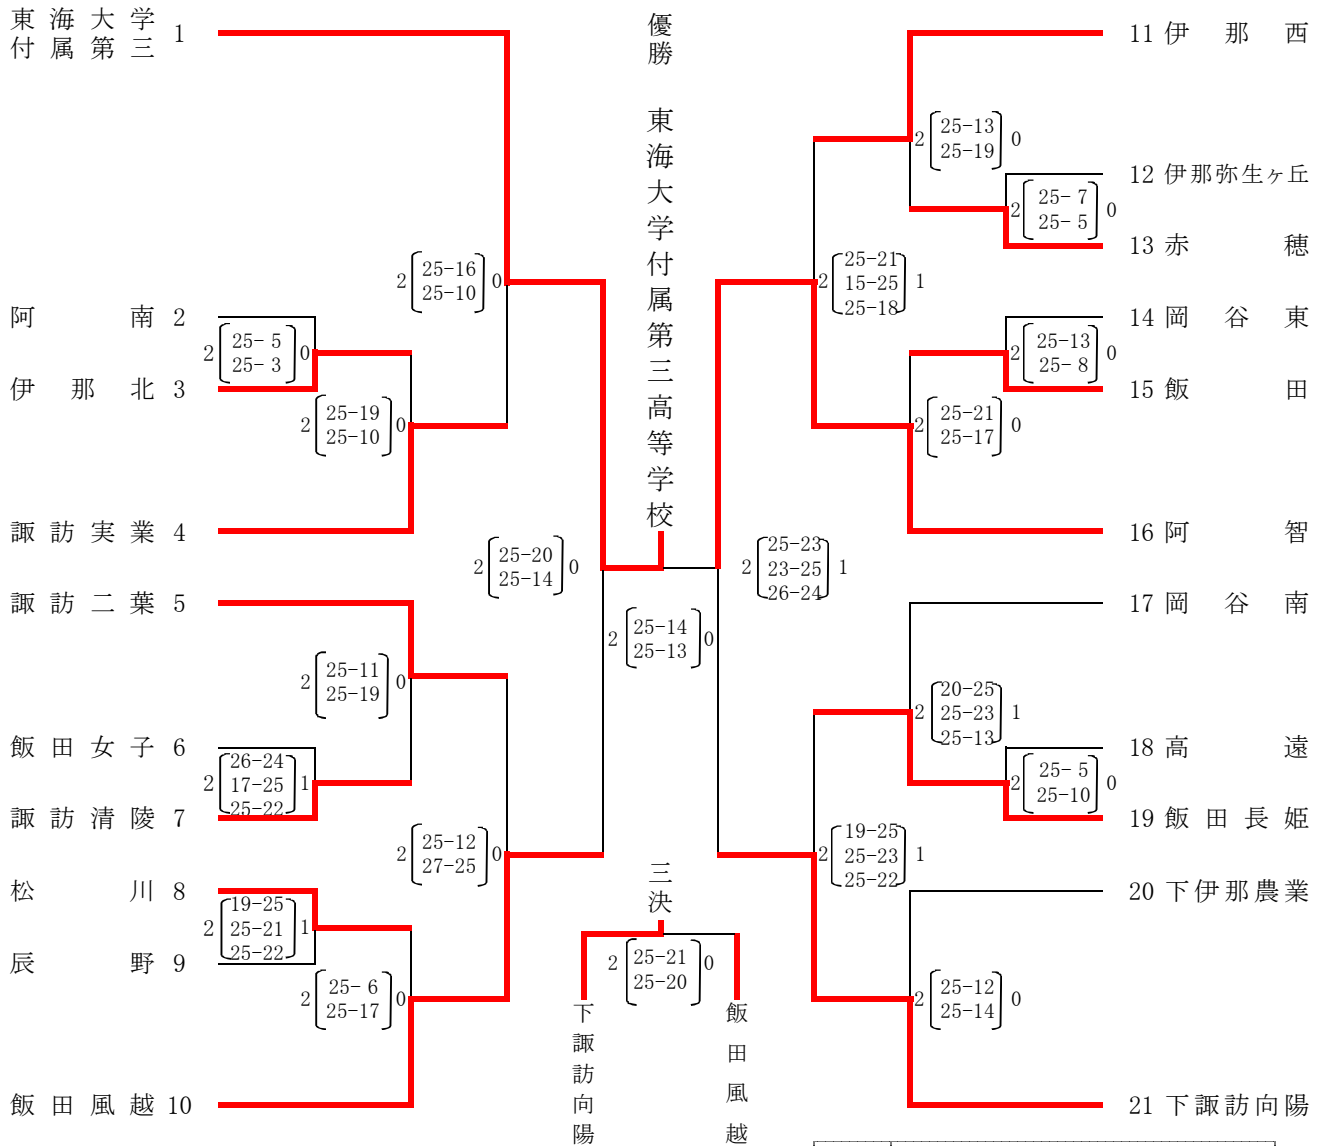 優勝 東海大学付属第三高等学校
東海大学
付属第三 1
阿南 2
伊那北 3
諏訪実業 4
諏訪二葉 5
飯田女子 6
諏訪清陵 7
松川 8
辰野 9
飯田風越 10
2 25-5 0
25-3
2 25-19 0
25-10
2 25-16 0
25-10
2 25-11 0
25-19
2 26-24 1
17-25
25-22
2 19-25 1
25-21
25-22
2 25-6 0
25-17
2 25-12 0
27-25
2 25-20 0
25-14
2 25-14 0
25-13
三決
2 25-21 0
25-20
下諏訪向陽
飯田風越
11 伊那西
12 伊那弥生ヶ丘
13 赤穂
14 岡谷東
15 飯田
16 阿智
17 岡谷南
18 高遠
19 飯田長姫
20 下伊那農業
21 下諏訪向陽
2 25-13 0
25-19
2 25-7 0
25-5
2 25-21 1
15-25
25-18
2 25-13 0
25-8
2 25-21 0
25-17
2 25-23 1
23-25
26-24
2 20-25 1
25-23
25-13
2 25-5 0
25-10
2 19-25 1
25-23
25-22
2 25-12 0
25-14